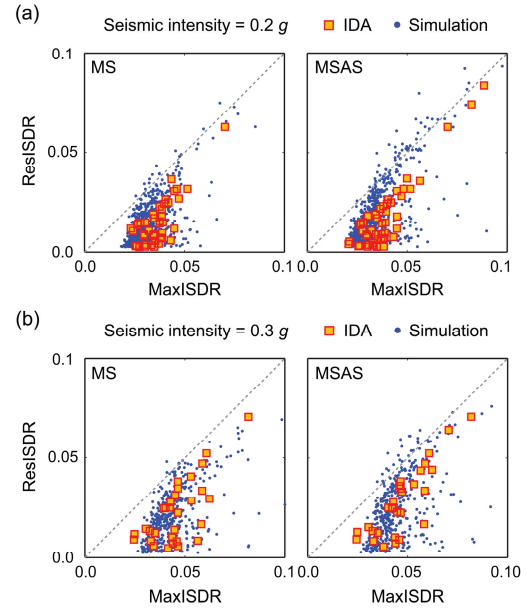 (a)
Seismic intensity = 0.2 g IDA Simulation
MS MSAS
0.1
ResISDR
0.05
0.0
0.0 0.05 0.1 0.0 0.05 0.1
MaxISDR MaxISDR
(b)
Seismic intensity = 0.3 g IDA Simulation
MS MSAS
0.1
ResISDR
0.05
0.0
0.0 0.05 0.1 0.0 0.05 0.10
MaxISDR MaxISDR